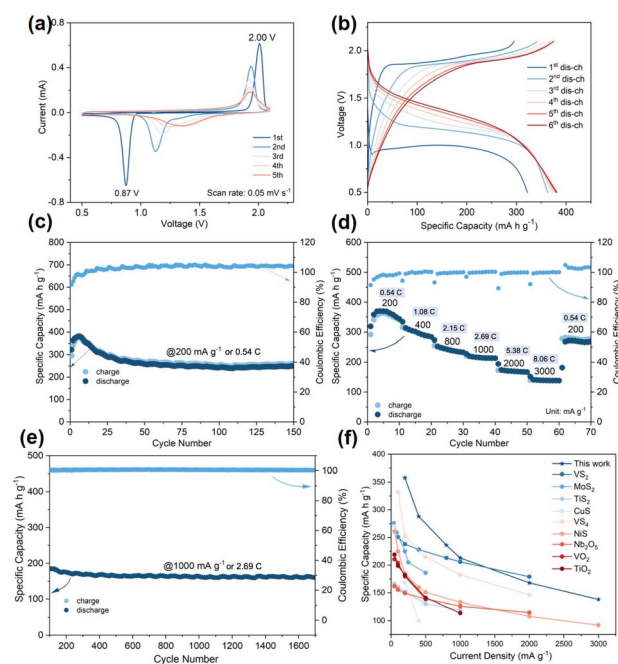 (a)
2.00 V
0.87 V
1st
2nd
3rd
4th
5th
Scan rate: 0.05 mV s⁻¹
Current (mA)
0.8
0.4
0.0
-0.4
-0.8
0.5 1.0 1.5 2.0
Voltage (V)
(b)
1st dis-ch
2nd dis-ch
3rd dis-ch
4th dis-ch
5th dis-ch
6th dis-ch
Voltage (V)
2.0
1.5
1.0
0.5
0 100 200 300 400
Specific Capacity (mA h g⁻¹)
(c)
@200 mA g⁻¹ or 0.54 C
charge
discharge
Specific Capacity (mA h g⁻¹)
800
700
600
500
400
300
200
100
0
0 25 50 75 100 125 150
Cycle Number
Coulombic Efficiency (%)
120
100
80
60
40
20
0
(d)
0.54 C
200
1.08 C
400
2.15 C
800
2.69 C
1000
5.38 C
2000
8.06 C
3000
0.54 C
200
charge
discharge
Unit: mA g⁻¹
Specific Capacity (mA h g⁻¹)
600
500
400
300
200
100
0
0 10 20 30 40 50 60 70
Cycle Number
Coulombic Efficiency (%)
120
100
80
60
40
20
0
(e)
@1000 mA g⁻¹ or 2.69 C
charge
discharge
Specific Capacity (mA h g⁻¹)
500
400
300
200
100
0
200 400 600 800 1000 1200 1400 1600
Cycle Number
Coulombic Efficiency (%)
100
80
60
40
20
0
(f)
This work
VS₂
MoS₂
TiS₂
CuS
VS₄
NiS
Nb₂O₅
VO₂
TiO₂
Specific Capacity (mA h g⁻¹)
400
350
300
250
200
150
100
50
0 500 1000 1500 2000 2500 3000
Current Density (mA g⁻¹)